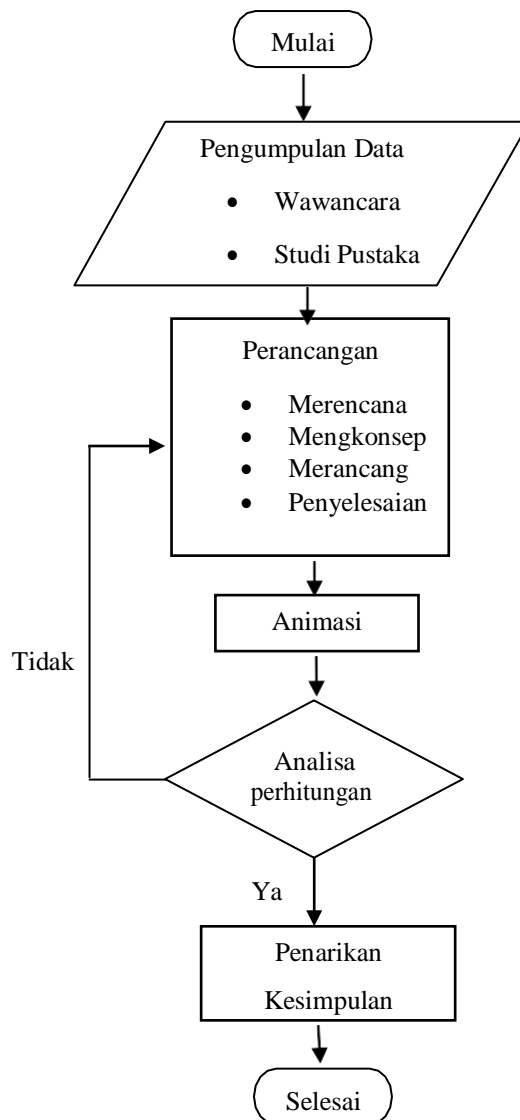 Mulai
Pengumpulan Data
• Wawancara
• Studi Pustaka
Perancangan
• Merencana
• Mengkonsep
• Merancang
• Penyelesaian
Animasi
Tidak
Analisa
perhitungan
Ya
Penarikan
Kesimpulan
Selesai